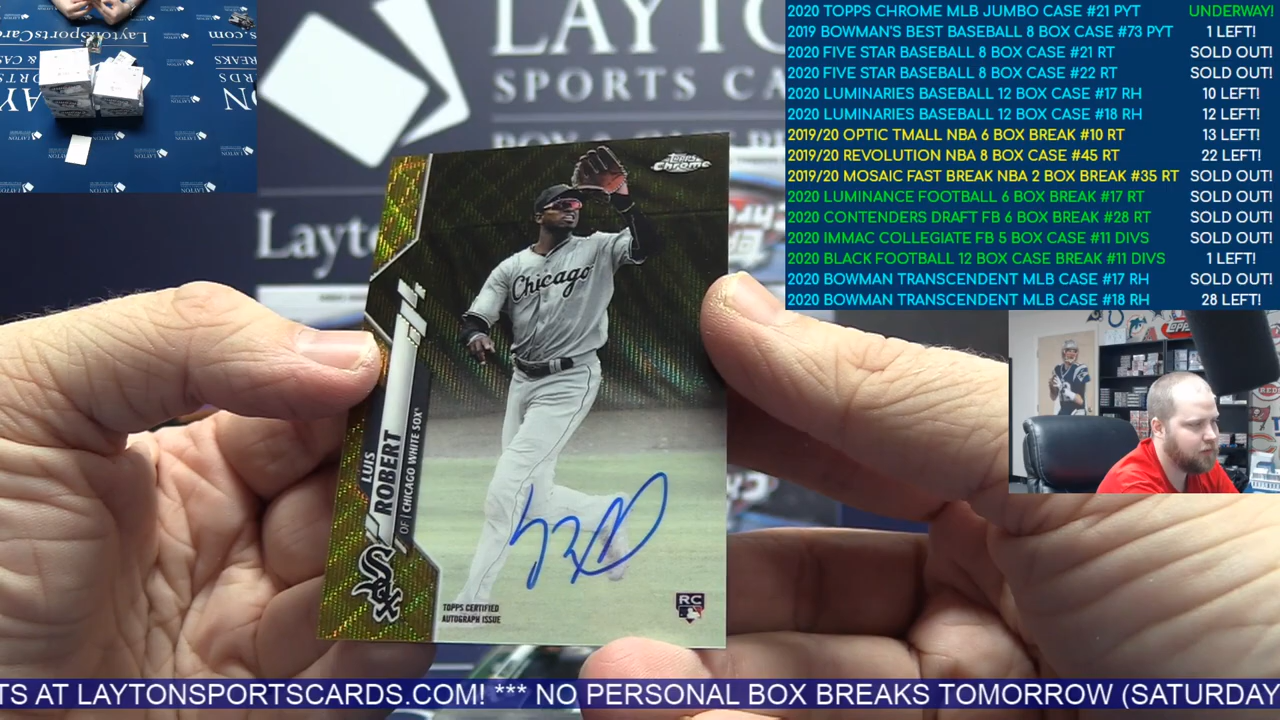 LaytonSportsCards
s.com
LAYTON
SPORTS CARDS
Layton
2020 TOPPS CHROME MLB JUMBO CASE #21 PYT UNDERWAY!
2019 BOWMAN'S BEST BASEBALL 8 BOX CASE #73 PYT 1 LEFT!
2020 FIVE STAR BASEBALL 8 BOX CASE #21 RT SOLD OUT!
2020 FIVE STAR BASEBALL 8 BOX CASE #22 RT SOLD OUT!
2020 LUMINARIES BASEBALL 12 BOX CASE #17 RH 10 LEFT!
2020 LUMINARIES BASEBALL 12 BOX CASE #18 RH 12 LEFT!
2019/20 OPTIC TMALL NBA 6 BOX BREAK #10 RT 13 LEFT!
2019/20 REVOLUTION NBA 8 BOX CASE #45 RT 22 LEFT!
2019/20 MOSAIC FAST BREAK NBA 2 BOX BREAK #35 RT SOLD OUT!
2020 LUMINANCE FOOTBALL 6 BOX BREAK #17 RT SOLD OUT!
2020 CONTENDERS DRAFT FB 6 BOX BREAK #28 RT SOLD OUT!
2020 IMMAC COLLEGIATE FB 5 BOX CASE #11 DIVS SOLD OUT!
2020 BLACK FOOTBALL 12 BOX CASE BREAK #11 DIVS 1 LEFT!
2020 BOWMAN TRANSCENDENT MLB CASE #17 RH SOLD OUT!
2020 BOWMAN TRANSCENDENT MLB CASE #18 RH 28 LEFT!
Topps
Chrome
Chicago
LUIS
ROBERT
OF | CHICAGO WHITE SOX
Sox
TOPPS CERTIFIED
AUTOGRAPH ISSUE
RC
TS AT LAYTONSPORTSCARDS.COM! *** NO PERSONAL BOX BREAKS TOMORROW (SATURDAY